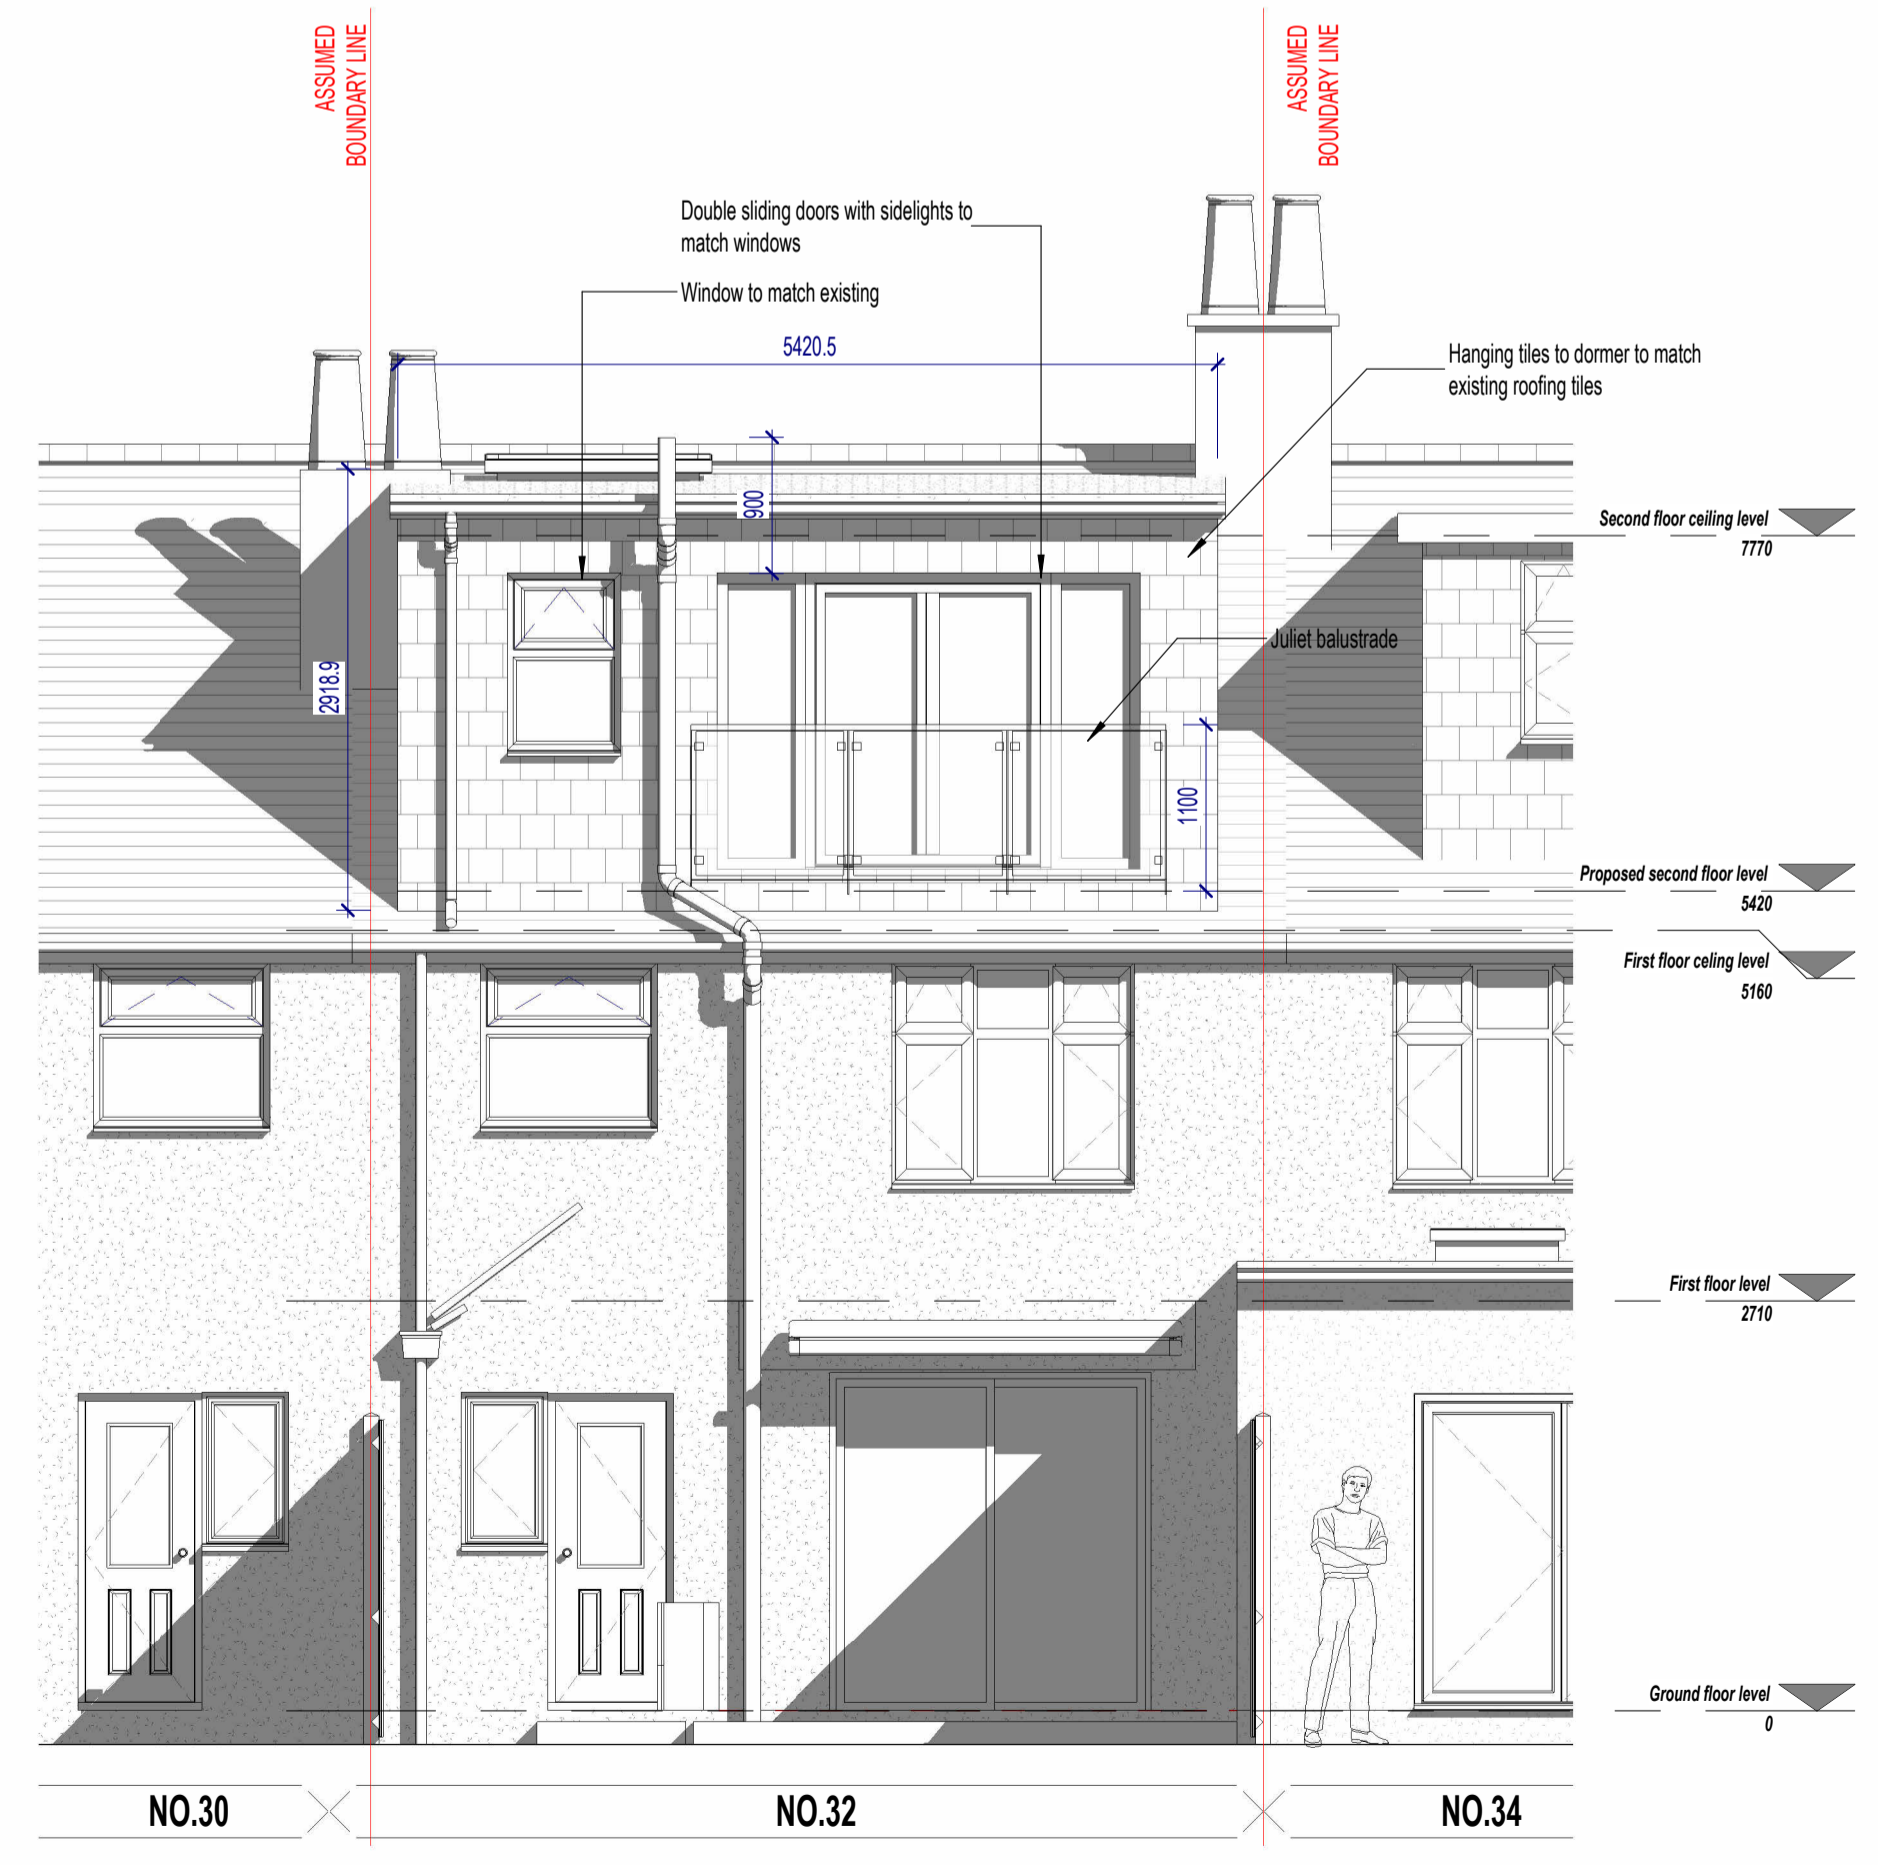 ASSUMED
BOUNDARY LINE
ASSUMED
BOUNDARY LINE
Double sliding doors with sidelights to
match windows
Window to match existing
5420.5
Hanging tiles to dormer to match
existing roofing tiles
900
Second floor ceiling level
7770
Juliet balustrade
2918.9
1100
Proposed second floor level
5420
First floor celing level
5160
First floor level
2710
Ground floor level
0
NO.30
NO.32
NO.34